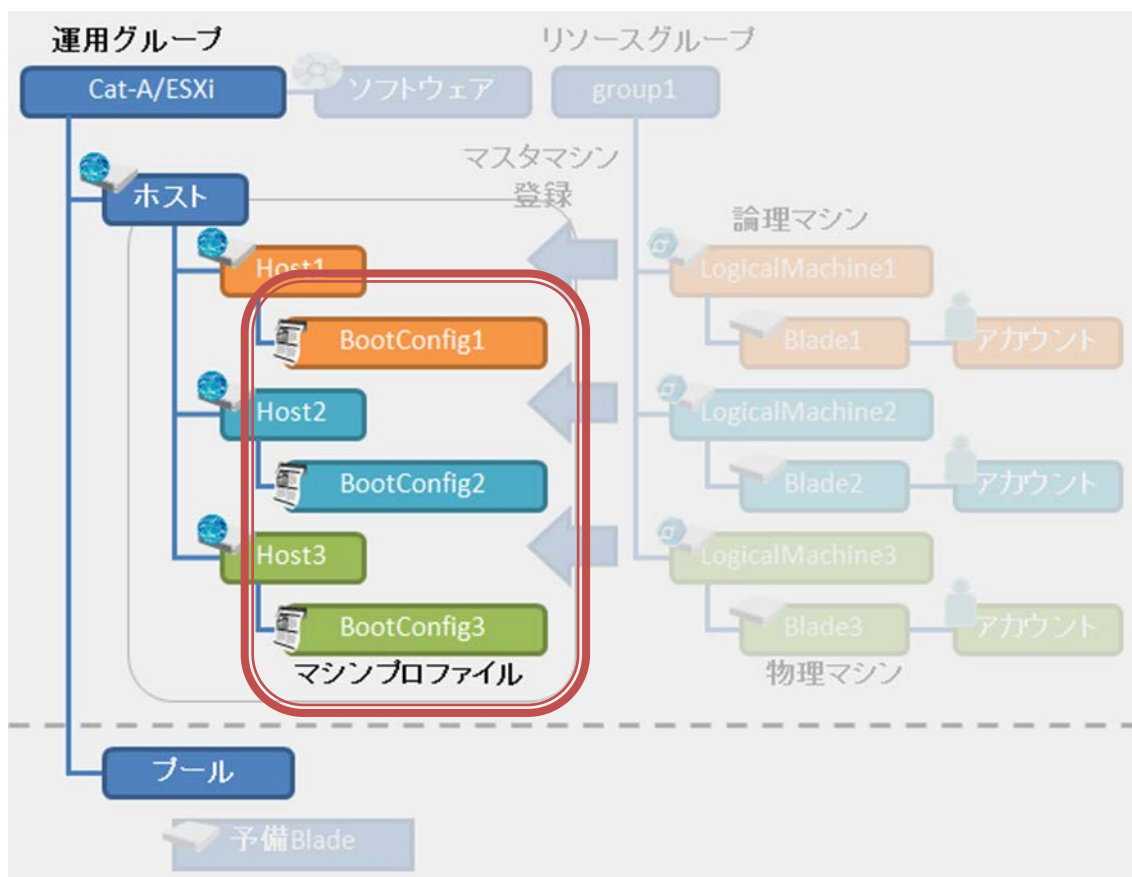 運用グループ
リソースグループ
Cat-A/ESXi
ソフトウェア
group1
マスタマシン
登録
ホスト
論理マシン
Host1
LogicalMachine1
BootConfig1
Blade1
アカウント
Host2
LogicalMachine2
BootConfig2
Blade2
アカウント
Host3
LogicalMachine3
BootConfig3
Blade3
アカウント
マシンプロファイル
物理マシン
プール
予備Blade